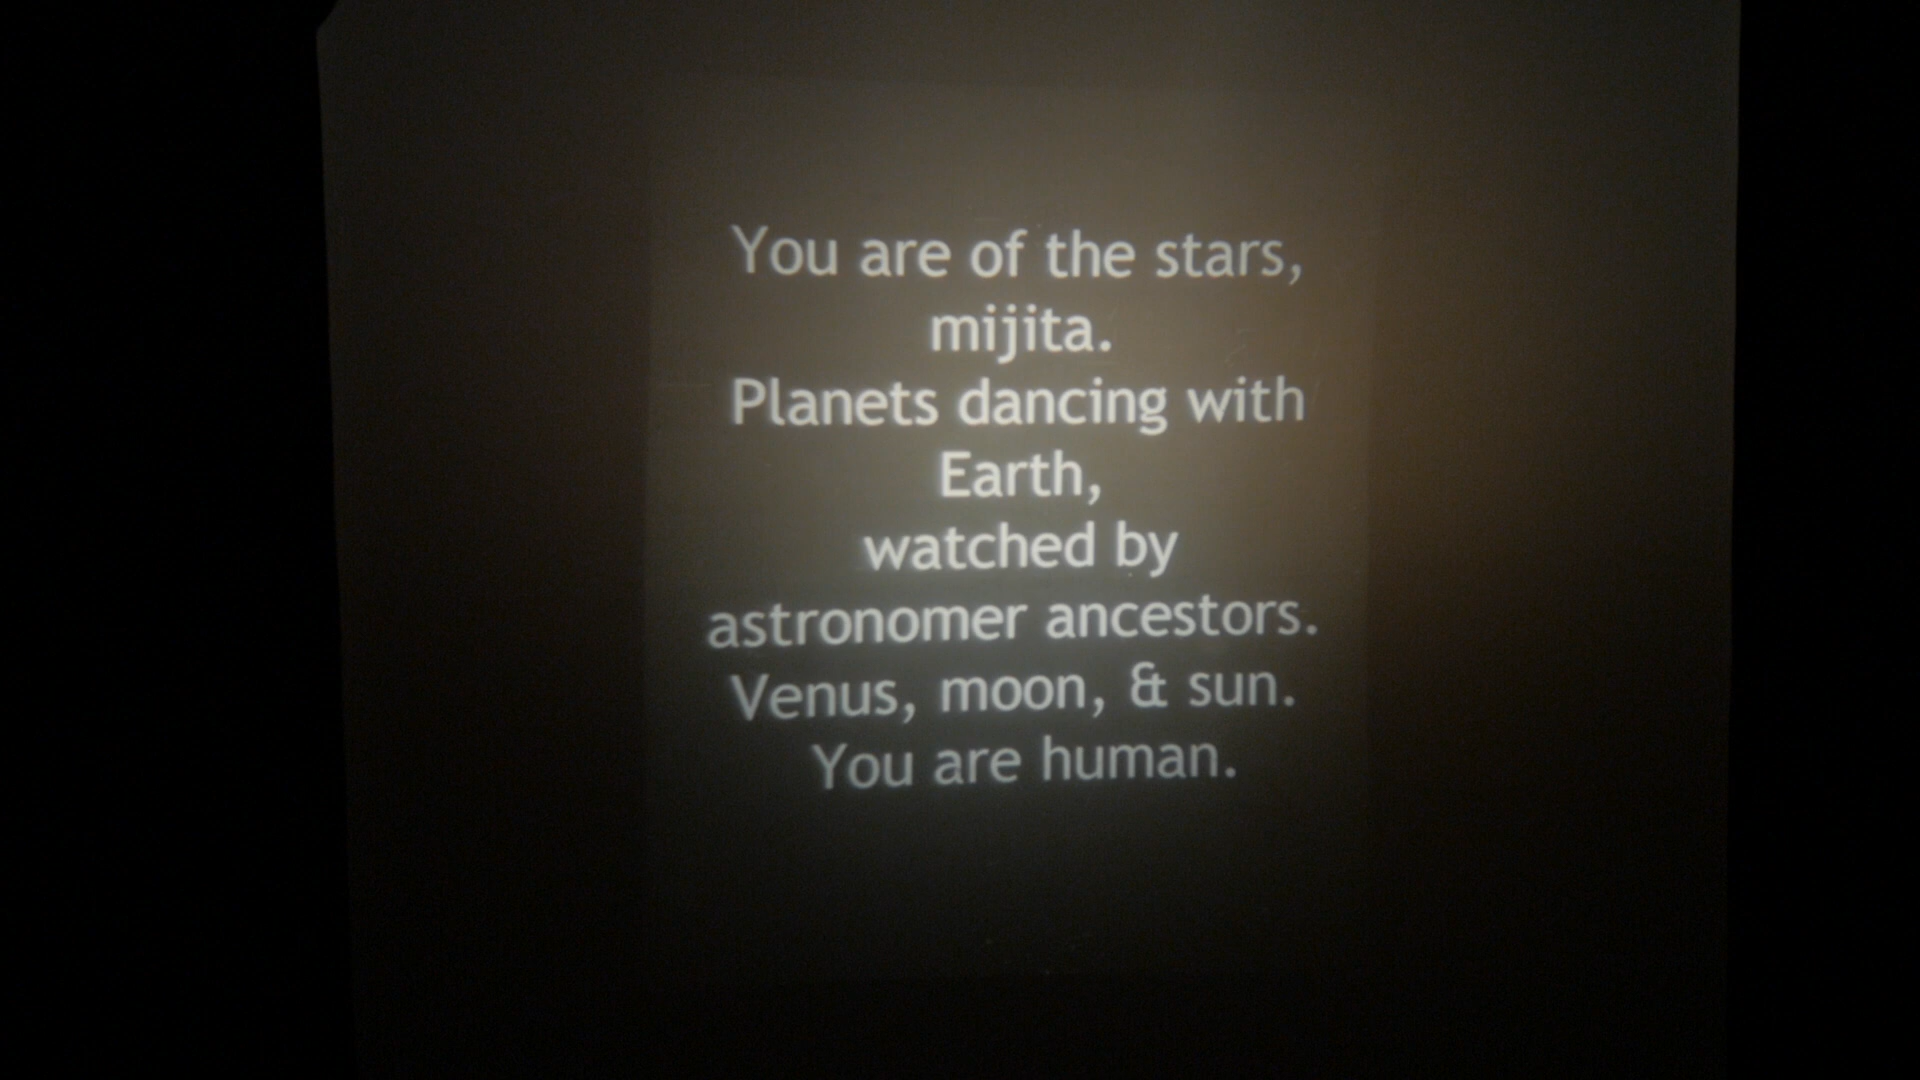 You are of the stars,
mijita.
Planets dancing with
Earth,
watched by
astronomer ancestors.
Venus, moon, & sun.
You are human.